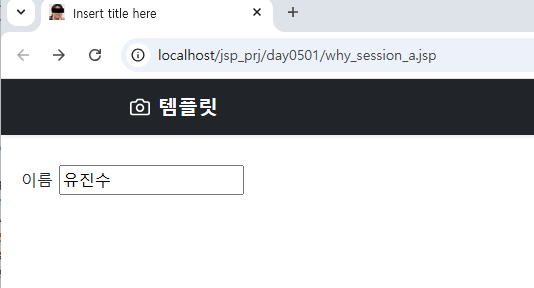 Insert title here
localhost/jsp_prj/day0501/why_session_a.jsp
템플릿
이름 유진수